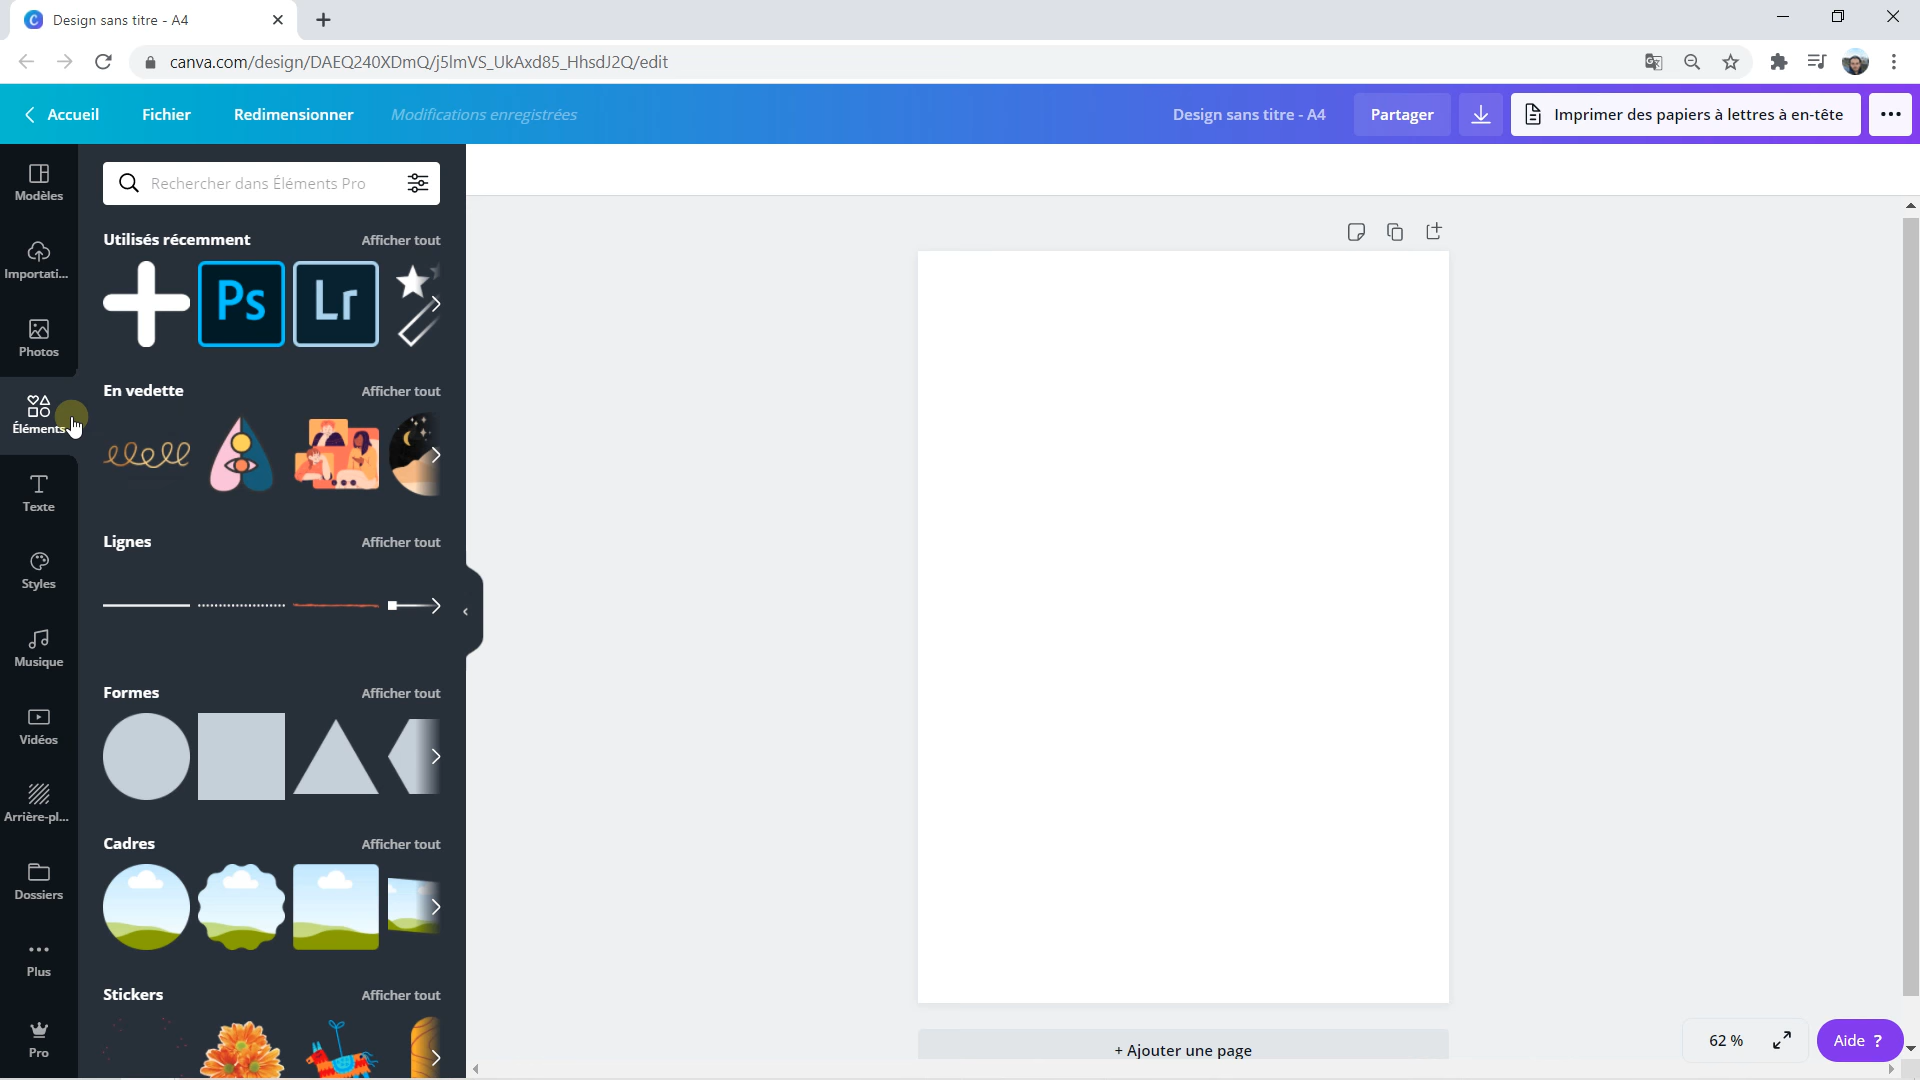 Design sans titre - A4
canva.com/design/DAEQ240XDmQ/j5lmVS_UkAxd85_HhsdJ2Q/edit
Accueil
Fichier
Redimensionner
Modifications enregistrées
Design sans titre - A4
Partager
Imprimer des papiers à lettres à en-tête
Modèles
Importati...
Photos
Éléments
Texte
Styles
Musique
Vidéos
Arrière-pl...
Dossiers
Plus
Pro
Rechercher dans Éléments Pro
Utilisés récemment
Afficher tout
Ps
Lr
En vedette
Afficher tout
Lignes
Afficher tout
Formes
Afficher tout
Cadres
Afficher tout
Stickers
Afficher tout
+ Ajouter une page
62 %
Aide ?